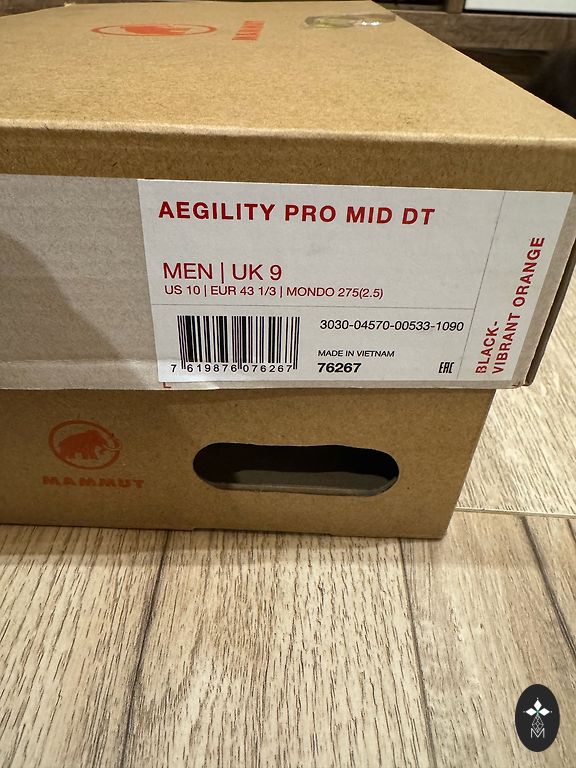 MAMMUT
AEGILITY PRO MID DT
MEN | UK 9
US 10 | EUR 43 1/3 | MONDO 275(2.5)
3030-04570-00533-1090
MADE IN VIETNAM
7 619876 076267
76267
EAC
BLACK-
VIBRANT ORANGE
MAMMUT
M